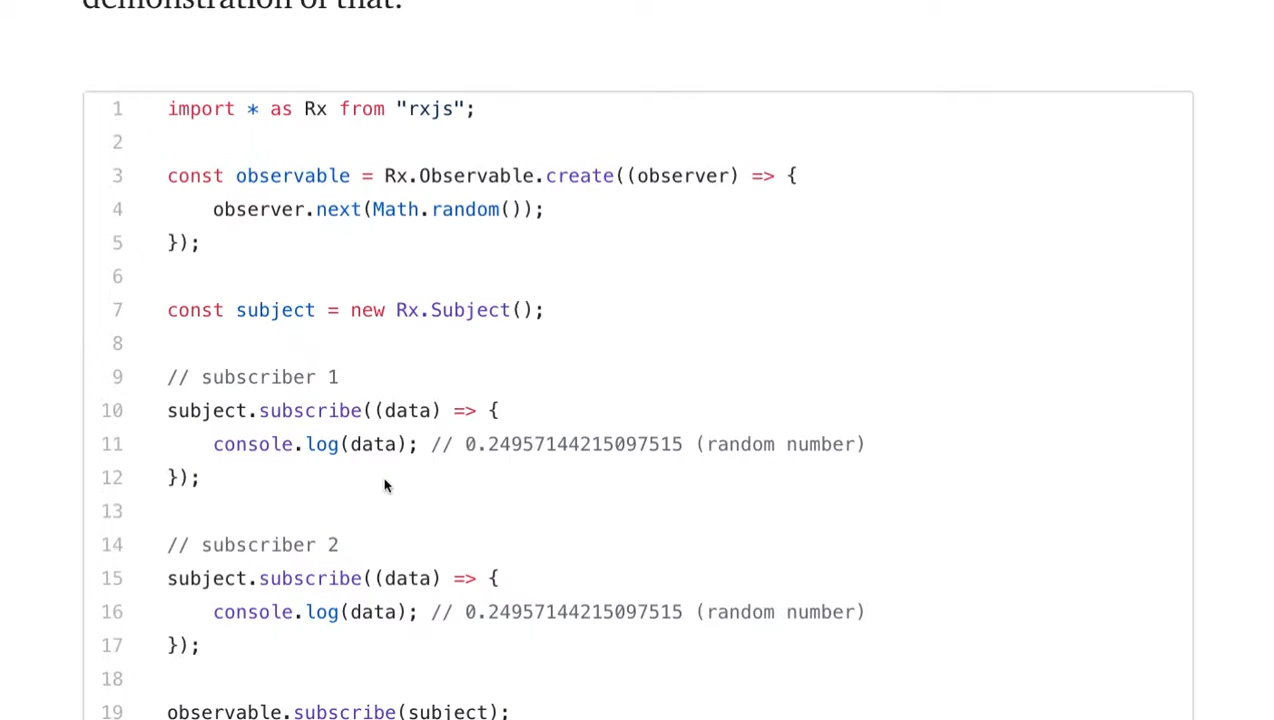 demonstration of that.
1 import * as Rx from "rxjs";
2
3 const observable = Rx.Observable.create((observer) => {
4 observer.next(Math.random());
5 });
6
7 const subject = new Rx.Subject();
8
9 // subscriber 1
10 subject.subscribe((data) => {
11 console.log(data); // 0.24957144215097515 (random number)
12 });
13
14 // subscriber 2
15 subject.subscribe((data) => {
16 console.log(data); // 0.24957144215097515 (random number)
17 });
18
19 observable.subscribe(subject);